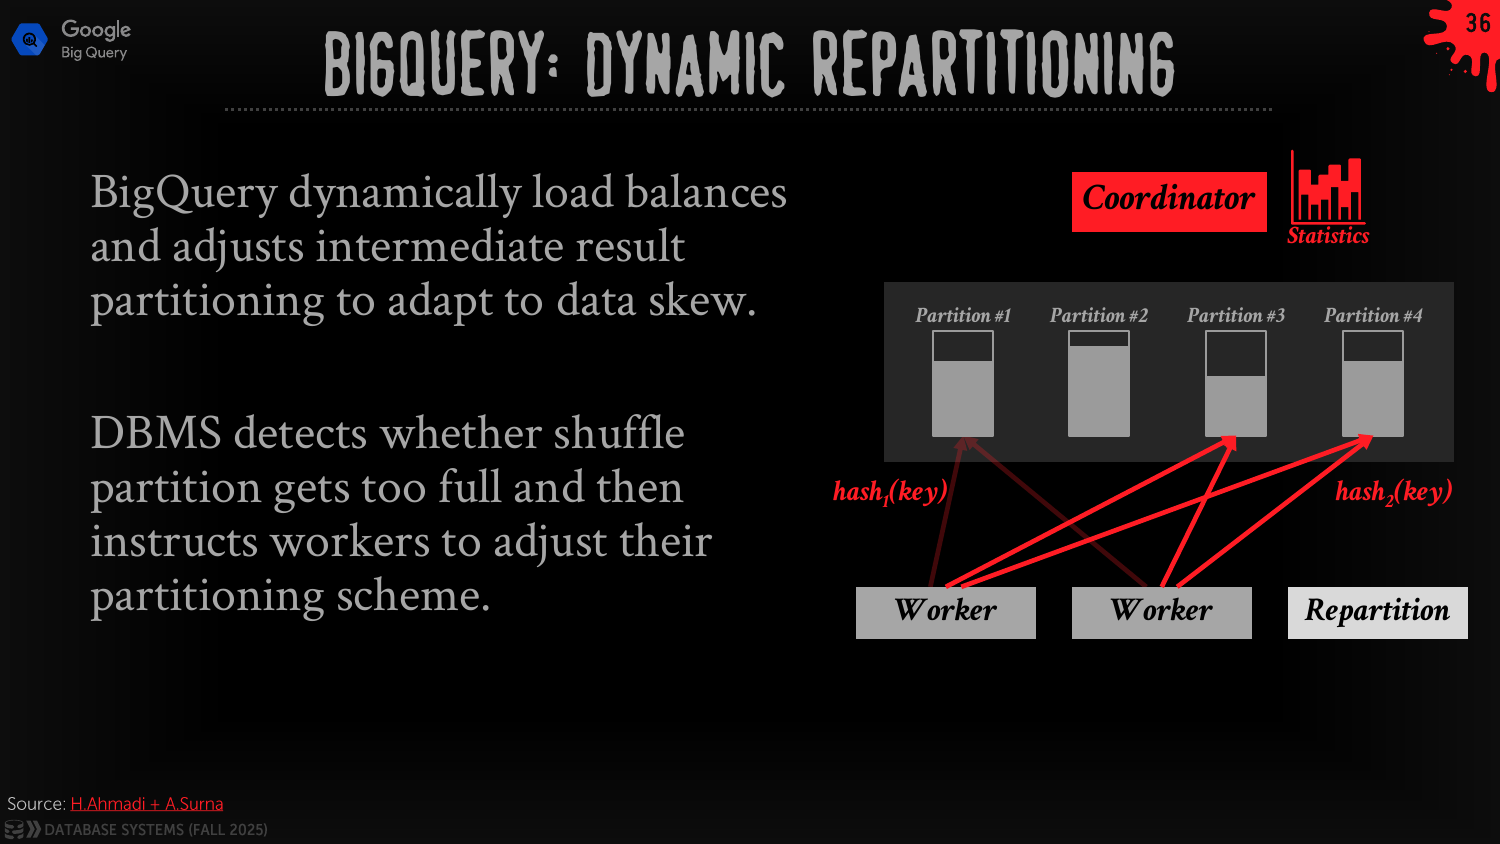 Google
Big Query
BIGQUERY: DYNAMIC REPARTITIONING
36
BigQuery dynamically load balances
and adjusts intermediate result
partitioning to adapt to data skew.
DBMS detects whether shuffle
partition gets too full and then
instructs workers to adjust their
partitioning scheme.
Coordinator
Statistics
Partition #1 Partition #2 Partition #3 Partition #4
hash1(key) hash2(key)
Worker Worker Repartition
Source: H.Ahmadi + A.Surna
DATABASE SYSTEMS (FALL 2025)